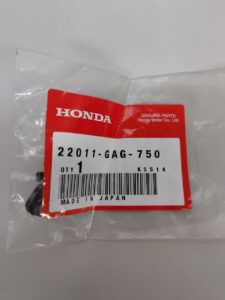 HONDA
GENUINE PARTS
Honda Motor Co., Ltd.
22011-GAG-750
QTY 1 K5514
MADE IN JAPAN